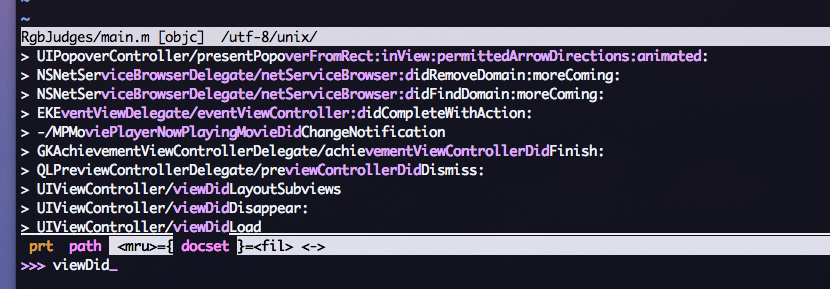 ~
~
RgbJudges/main.m [objc]  /utf-8/unix/
> UIPopoverController/presentPopoverFromRect:inView:permittedArrowDirections:animated:
> NSNetServiceBrowserDelegate/netServiceBrowser:didRemoveDomain:moreComing:
> NSNetServiceBrowserDelegate/netServiceBrowser:didFindDomain:moreComing:
> EKEventViewDelegate/eventViewController:didCompleteWithAction:
> -/MPMoviePlayerNowPlayingMovieDidChangeNotification
> GKAchievementViewControllerDelegate/achievementViewControllerDidFinish:
> QLPreviewControllerDelegate/previewControllerDidDismiss:
> UIViewController/viewDidLayoutSubviews
> UIViewController/viewDidDisappear:
> UIViewController/viewDidLoad
prt  path  <mru>={ docset }=<fil> <->
>>> viewDid_